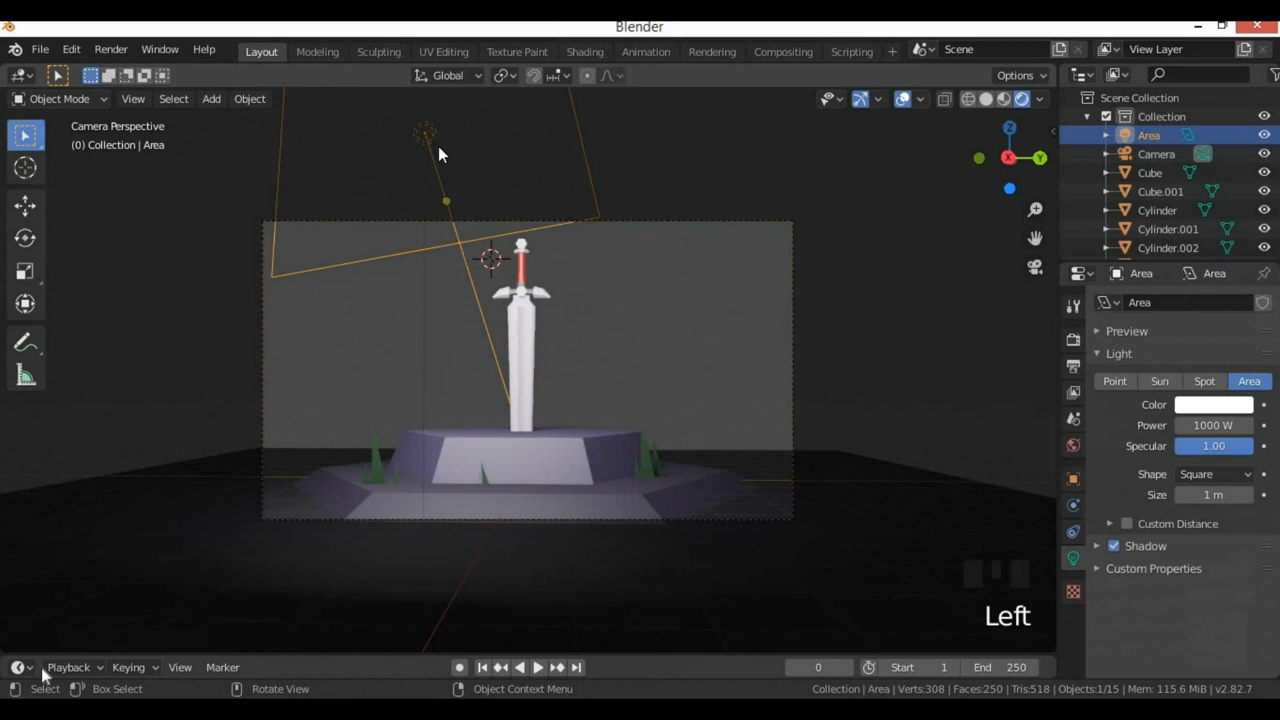 Blender
File Edit Render Window Help Layout Modeling Sculpting UV Editing Texture Paint Shading Animation Rendering Compositing Scripting + Scene View Layer
Global Options
Object Mode View Select Add Object
Scene Collection
Collection
Camera Perspective
(0) Collection | Area
Z
X
Y
Area
Camera
Cube
Cube.001
Cylinder
Cylinder.001
Cylinder.002
Area Area
Area
Preview
Light
Point Sun Spot Area
Color
Power 1000 W
Specular 1.00
Shape Square
Size 1 m
Custom Distance
Shadow
Custom Properties
Left
Playback Keying View Marker 0 Start 1 End 250
Select Box Select Rotate View Object Context Menu Collection | Area | Verts:308 | Faces:250 | Tris:518 | Objects:1/15 | Mem: 115.6 MiB | v2.82.7